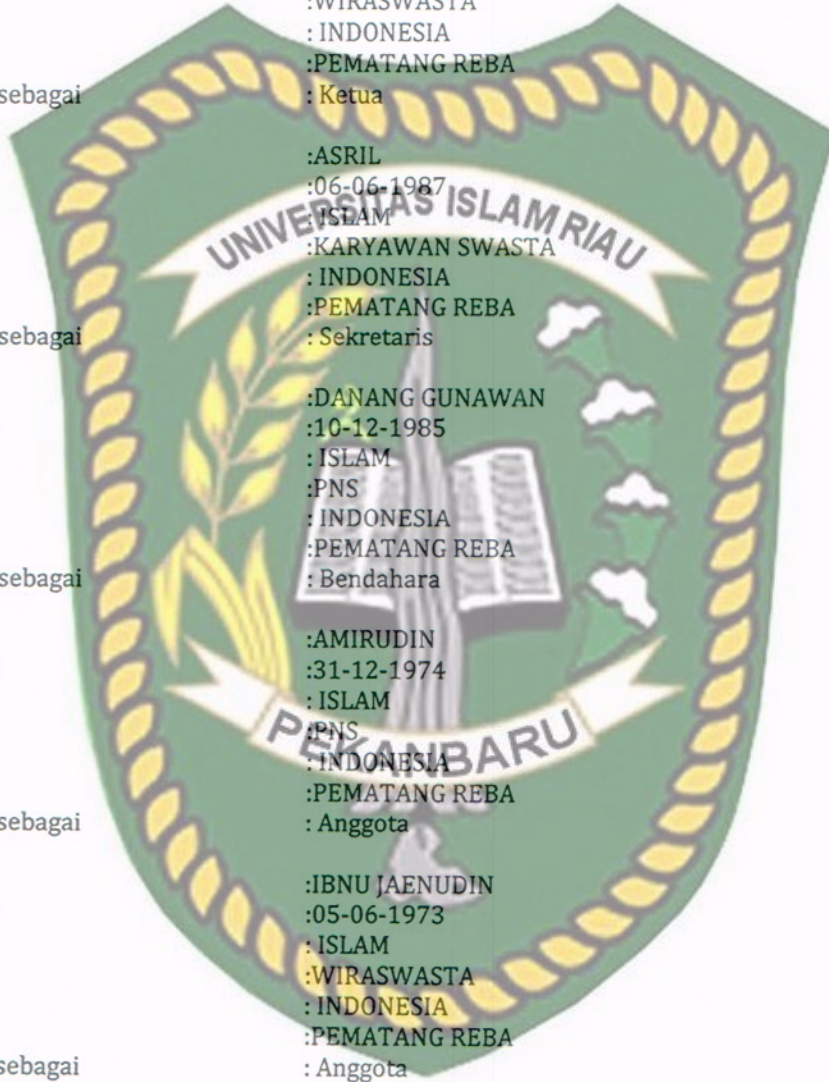 :WIRASWASTA
: INDONESIA
:PEMATANG REBA
sebagai : Ketua
:ASRIL
:06-06-1987
UNIVERSITAS ISLAM RIAU
: ISLAM
:KARYAWAN SWASTA
: INDONESIA
:PEMATANG REBA
sebagai : Sekretaris
:DANANG GUNAWAN
:10-12-1985
: ISLAM
:PNS
: INDONESIA
:PEMATANG REBA
sebagai : Bendahara
:AMIRUDIN
:31-12-1974
: ISLAM
:PNS
PEKANBARU
: INDONESIA
:PEMATANG REBA
sebagai : Anggota
:IBNU JAENUDIN
:05-06-1973
: ISLAM
:WIRASWASTA
: INDONESIA
:PEMATANG REBA
sebagai : Anggota